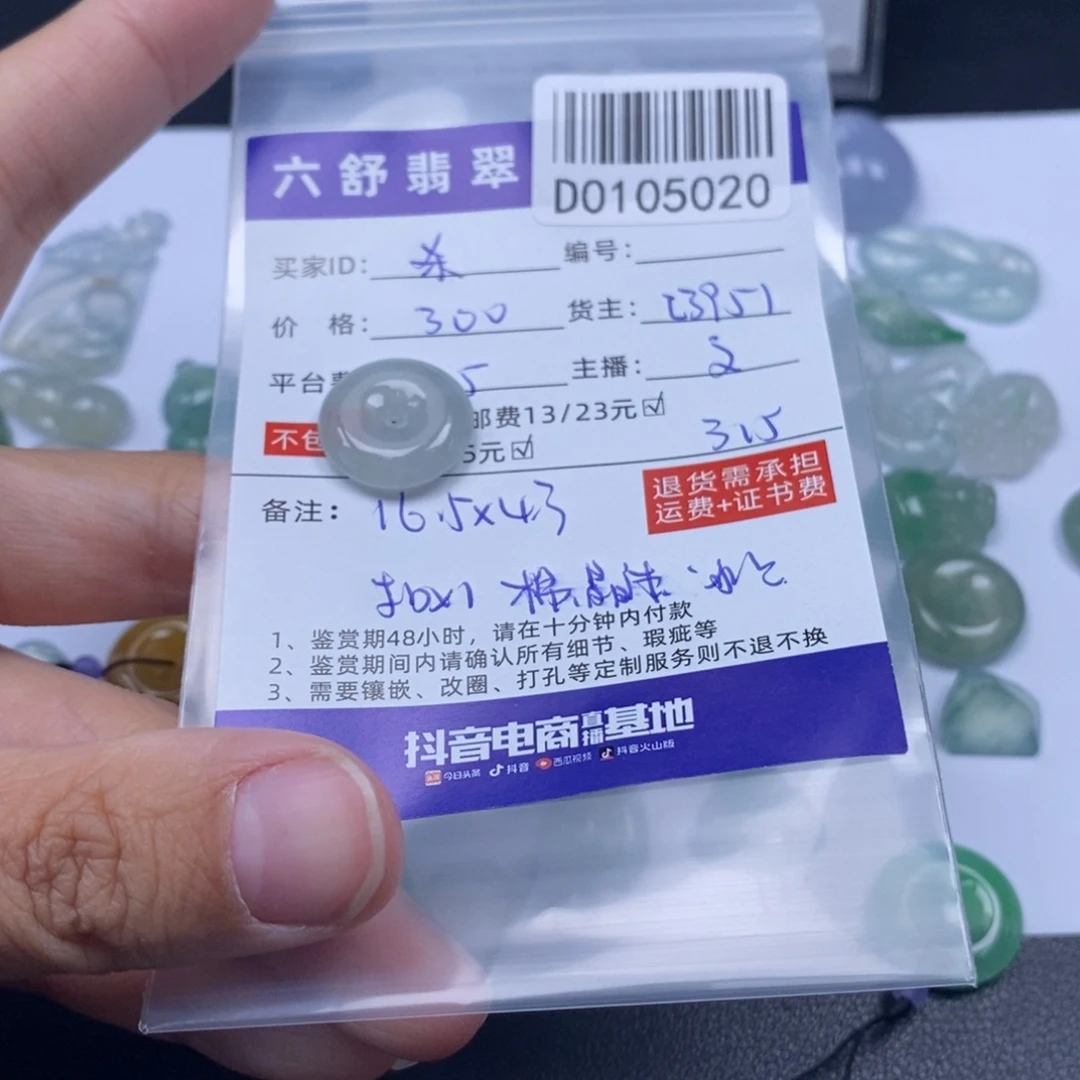 六舒翡翠
D0105020
买家ID: 编号:
价 格: 300 货主: 23951
平台 5 主播: 2
邮费13/23元☑
不包 5元☑ 315
退货需承担
运费+证书费
备注: 16.5x4.3
1、鉴赏期48小时，请在十分钟内付款
2、鉴赏期间内请确认所有细节、瑕疵等
3、需要镶嵌、改圈、打孔等定制服务则不退不换
抖音电商直播基地
今日头条 抖音 西瓜视频 抖音火山版